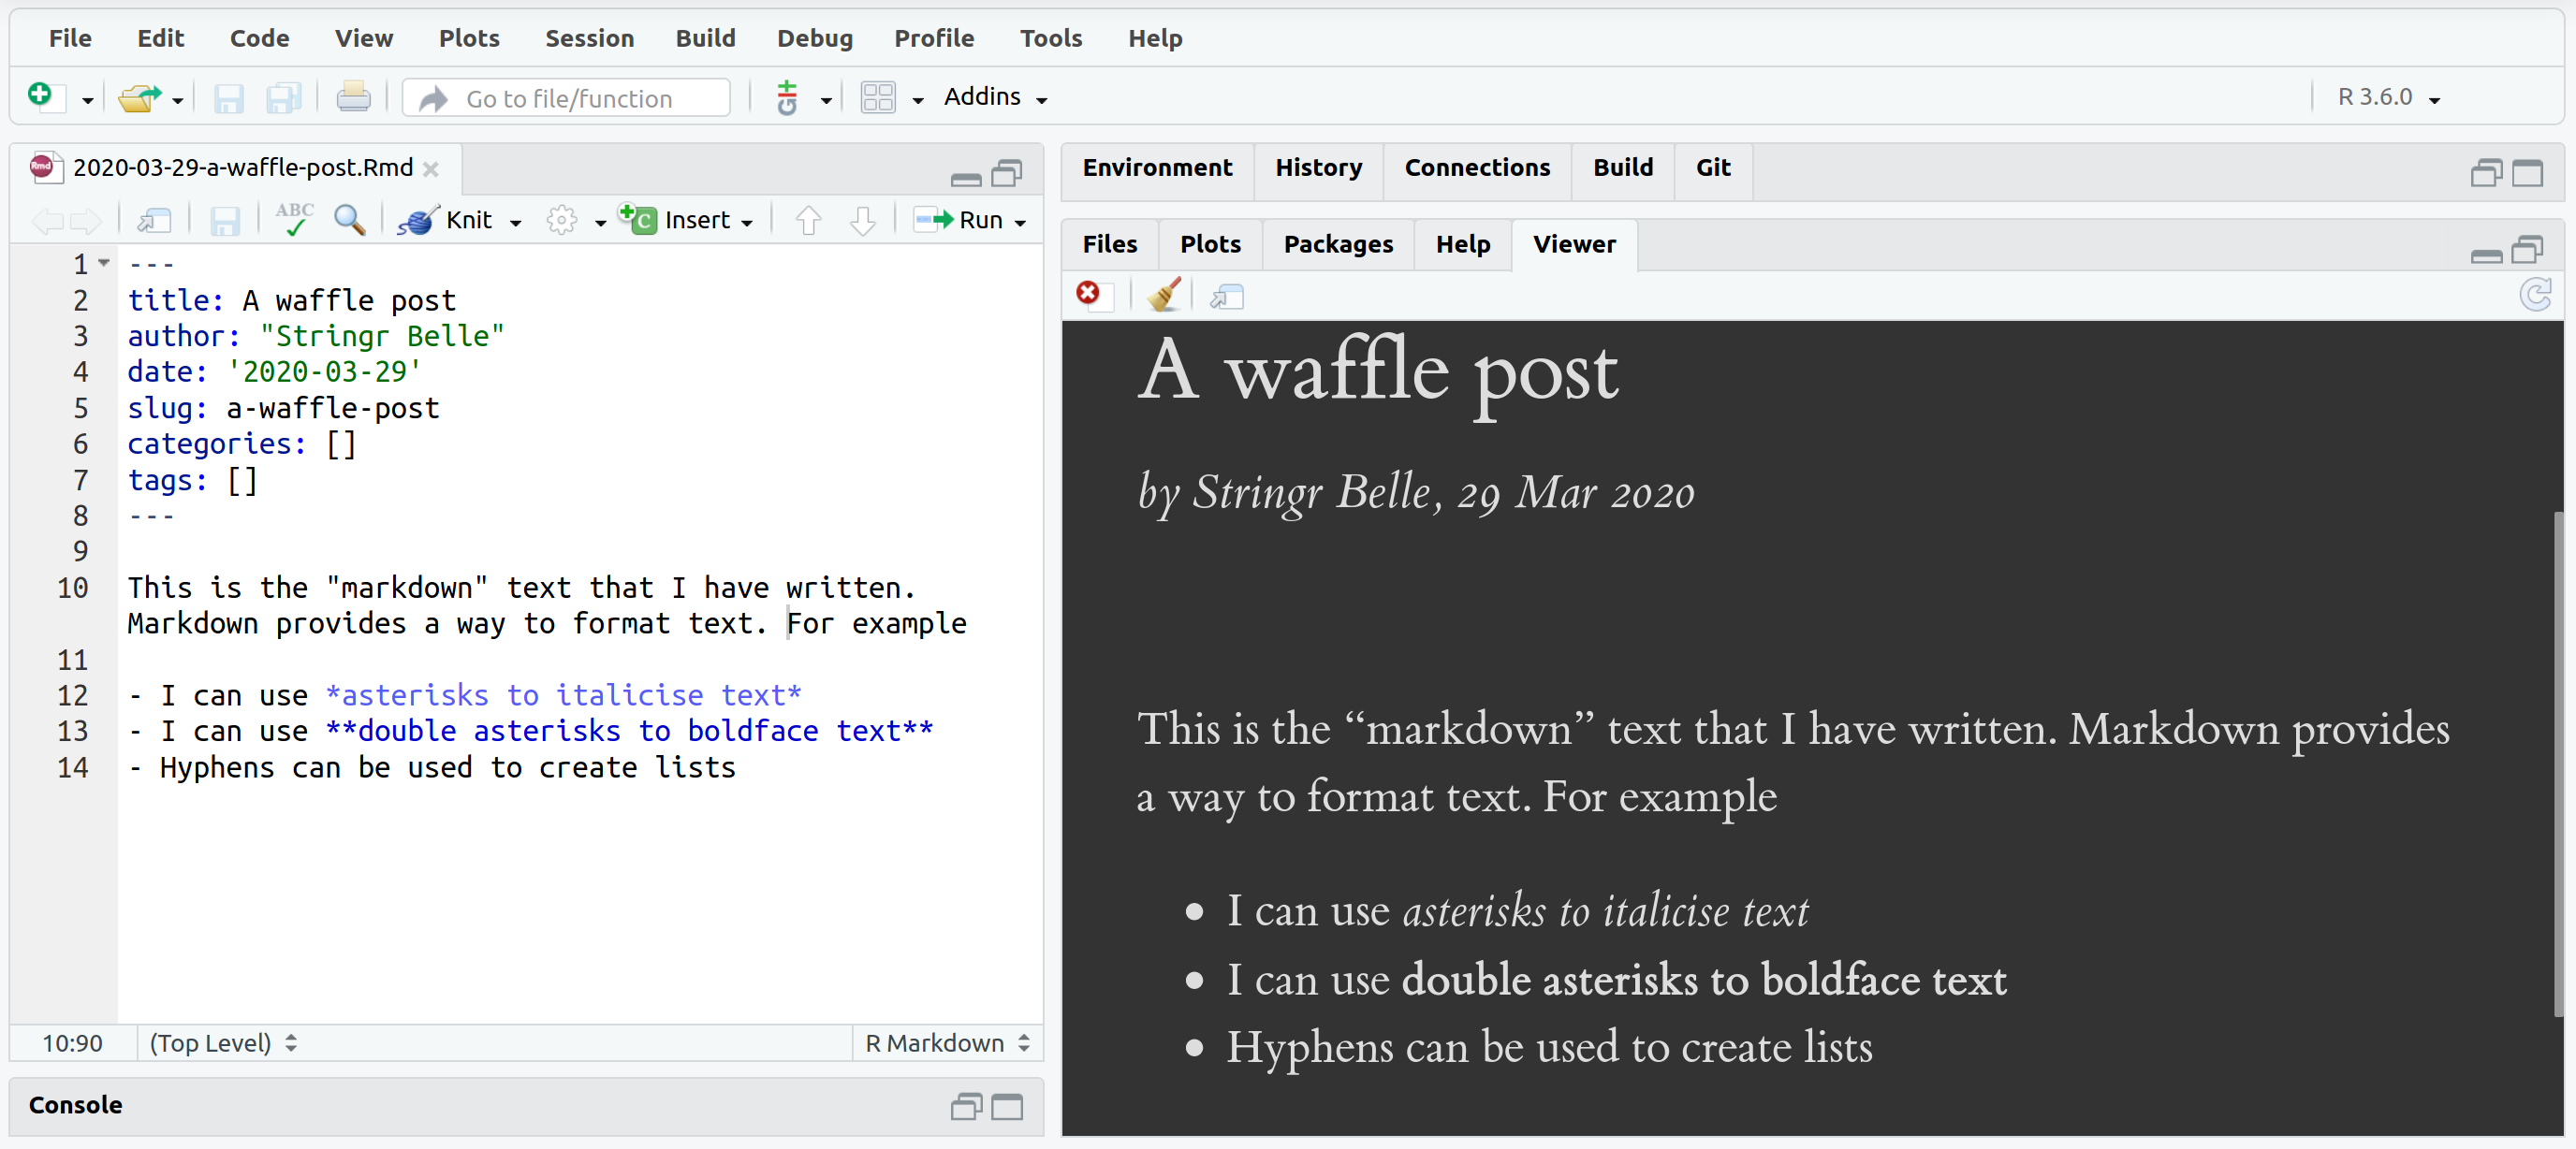 File Edit Code View Plots Session Build Debug Profile Tools Help
Go to file/function Addins R 3.6.0
2020-03-29-a-waffle-post.Rmd
ABC Knit Insert Run
1 ---
2 title: A waffle post
3 author: "Stringr Belle"
4 date: '2020-03-29'
5 slug: a-waffle-post
6 categories: []
7 tags: []
8 ---
9
10 This is the "markdown" text that I have written.
Markdown provides a way to format text. For example
11
12 - I can use *asterisks to italicise text*
13 - I can use **double asterisks to boldface text**
14 - Hyphens can be used to create lists
10:90 (Top Level) R Markdown
Console
Environment History Connections Build Git
Files Plots Packages Help Viewer
A waffle post
by Stringr Belle, 29 Mar 2020
This is the “markdown” text that I have written. Markdown provides
a way to format text. For example
• I can use asterisks to italicise text
• I can use double asterisks to boldface text
• Hyphens can be used to create lists